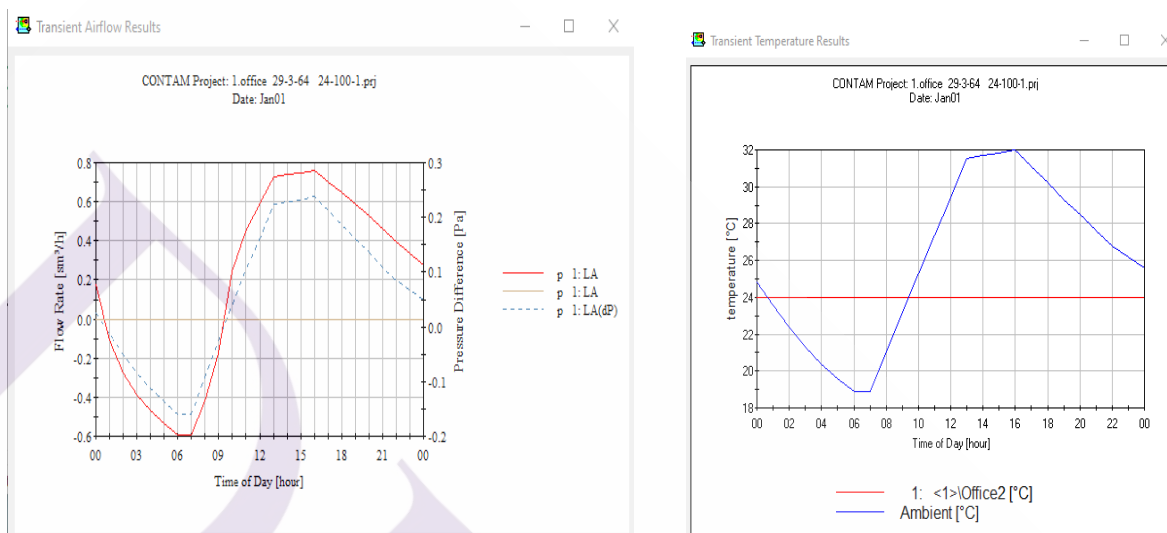 Transient Airflow Results
CONTAM Project: 1.office 29-3-64 24-100-1.prj
Date: Jan01
0.8
0.6
0.4
0.2
0.0
-0.2
-0.4
-0.6
Flow Rate [sm³/h]
0.3
0.2
0.1
0.0
-0.1
-0.2
Pressure Difference [Pa]
00 03 06 09 12 15 18 21 00
Time of Day [hour]
p 1: LA
p 1: LA
p 1: LA(dP)
Transient Temperature Results
CONTAM Project: 1.office 29-3-64 24-100-1.prj
Date: Jan01
32
30
28
26
24
22
20
18
temperature [°C]
00 02 04 06 08 10 12 14 16 18 20 22 00
Time of Day [hour]
1: <1>\Office2 [°C]
Ambient [°C]